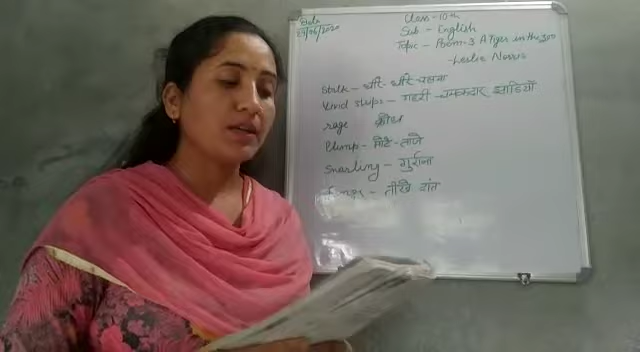 Date
Class - 10th
Sub - English
Topic - Poem-3 A Tiger in the zoo
- Leslie Norris
Stalk - धीरे-धीरे चलना
Vivid strips - गहरी-चमकदार
rage क्रोध
Plump - मोटे-ताजे
Snarling - गुर्राना
- तीखे दांत